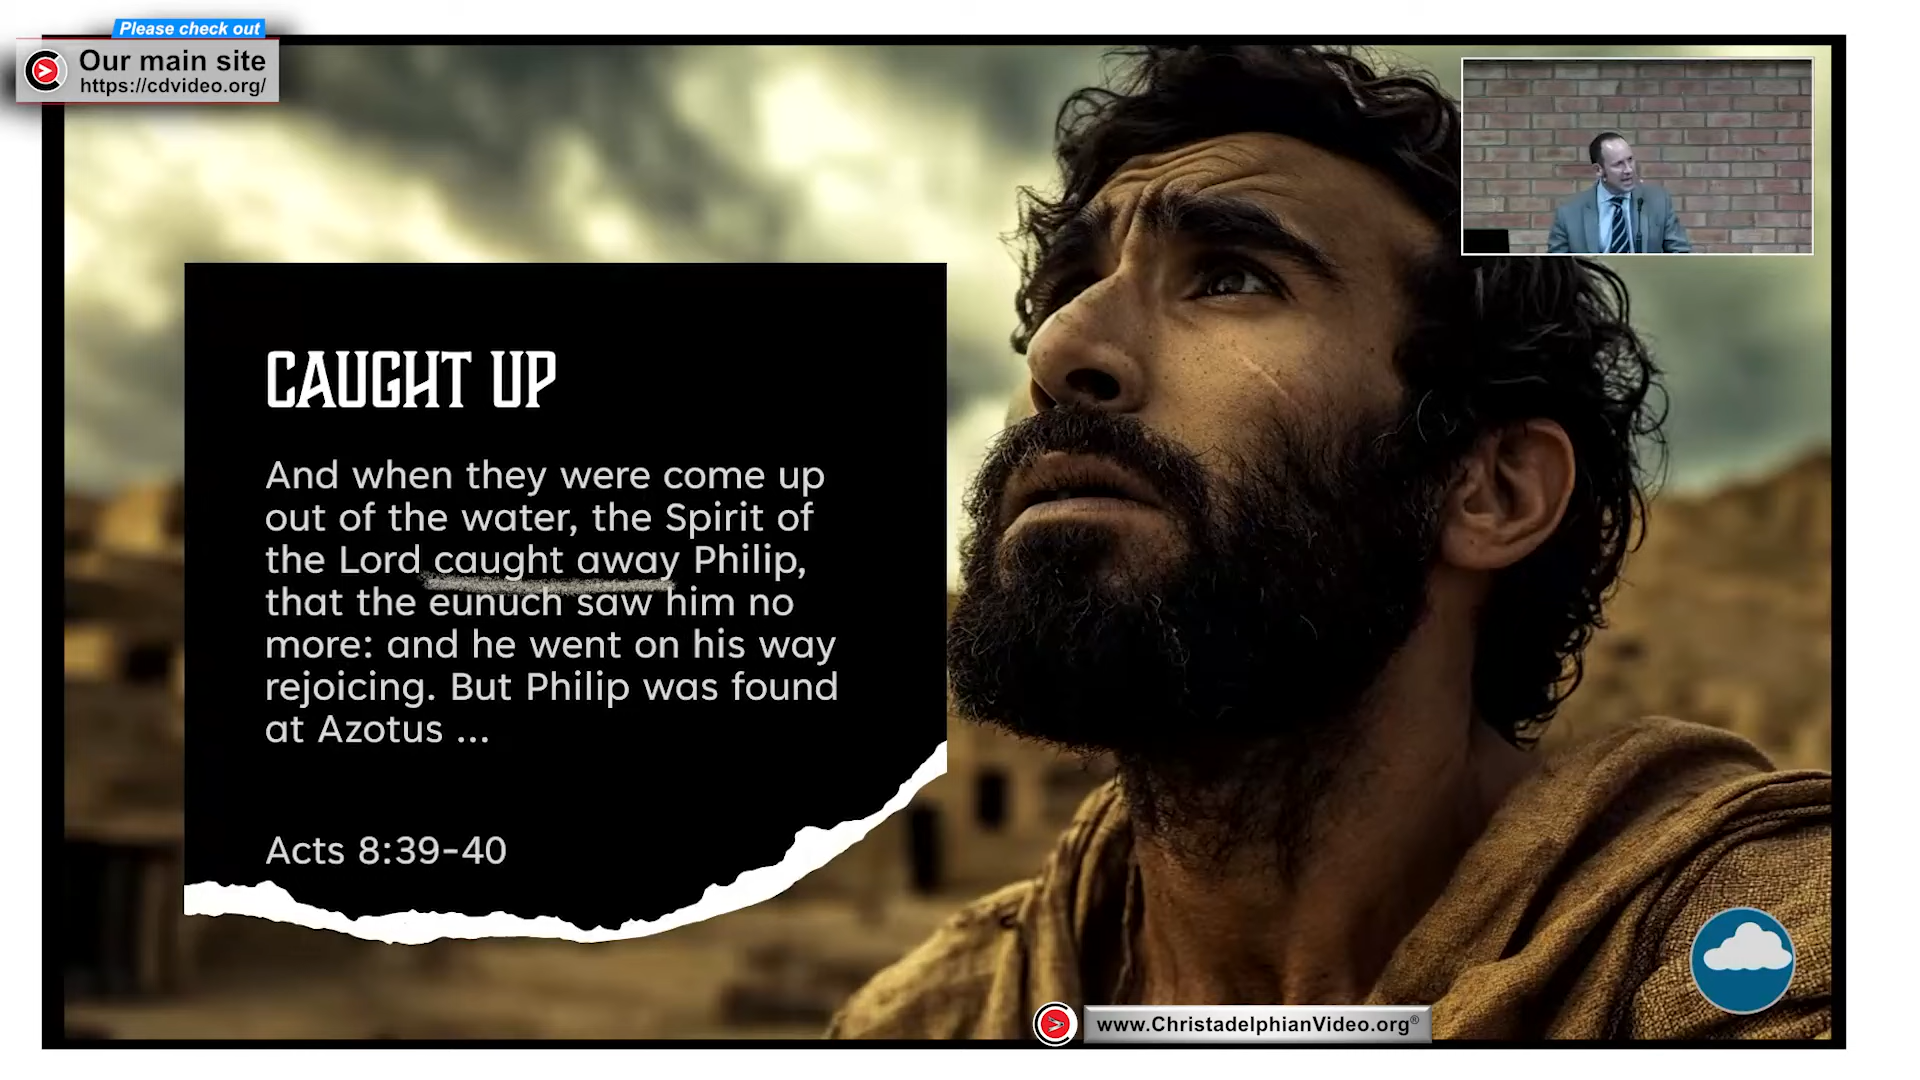 Please check out
Our main site
https://cdvideo.org/
CAUGHT UP
And when they were come up
out of the water, the Spirit of
the Lord caught away Philip,
that the eunuch saw him no
more: and he went on his way
rejoicing. But Philip was found
at Azotus ...
Acts 8:39-40
www.ChristadelphianVideo.org®